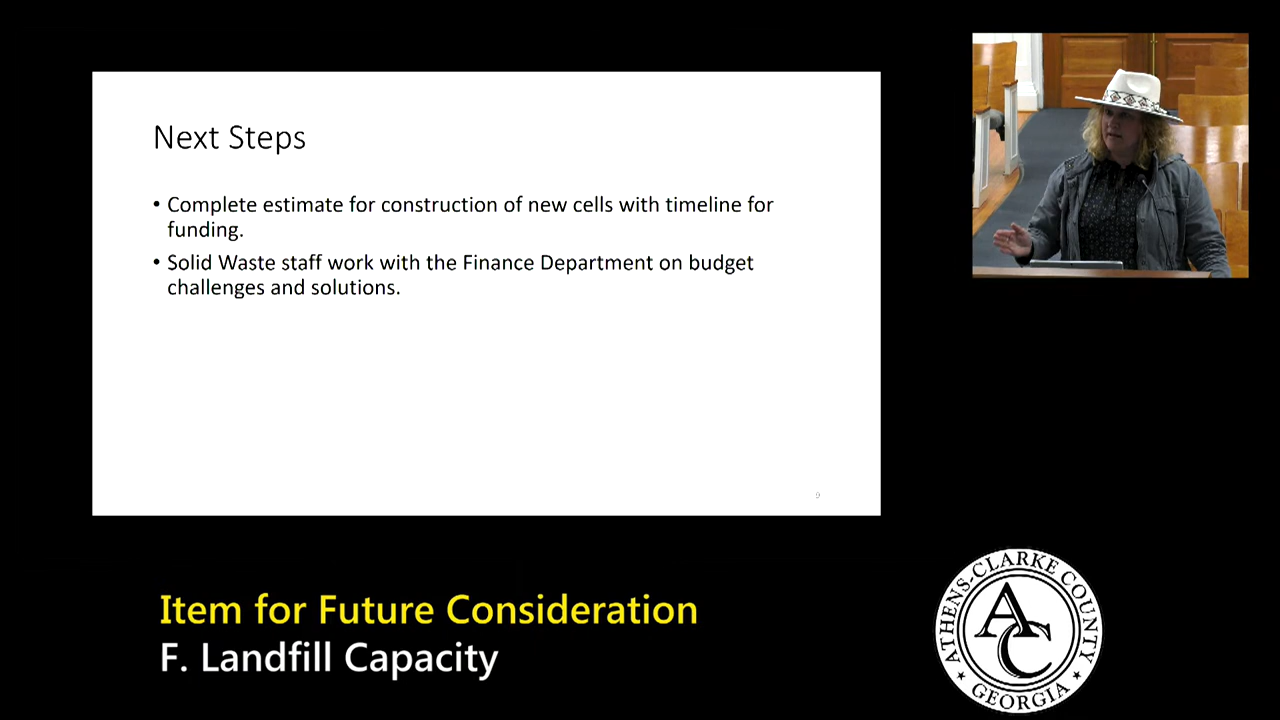 Next Steps
• Complete estimate for construction of new cells with timeline for
funding.
• Solid Waste staff work with the Finance Department on budget
challenges and solutions.
9
Item for Future Consideration
F. Landfill Capacity
ATHENS-CLARKE COUNTY
AC
GEORGIA